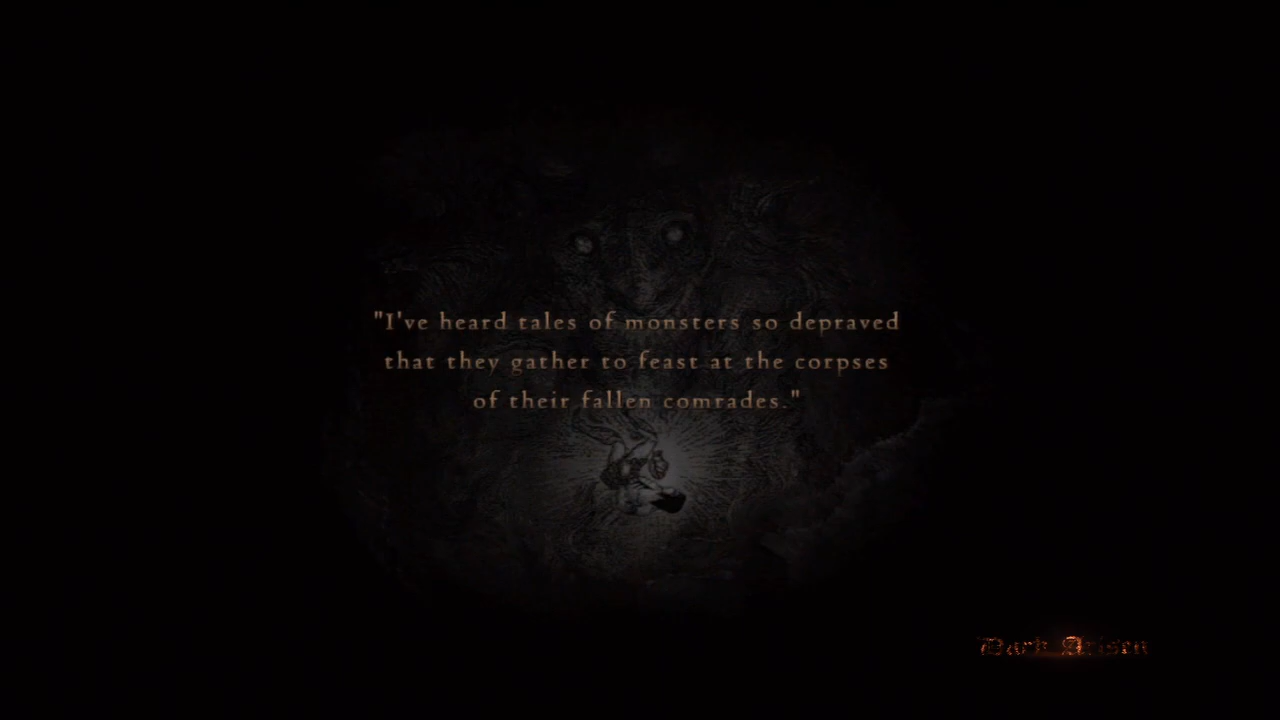 "I've heard tales of monsters so depraved
that they gather to feast at the corpses
of their fallen comrades."
Dark Arisen